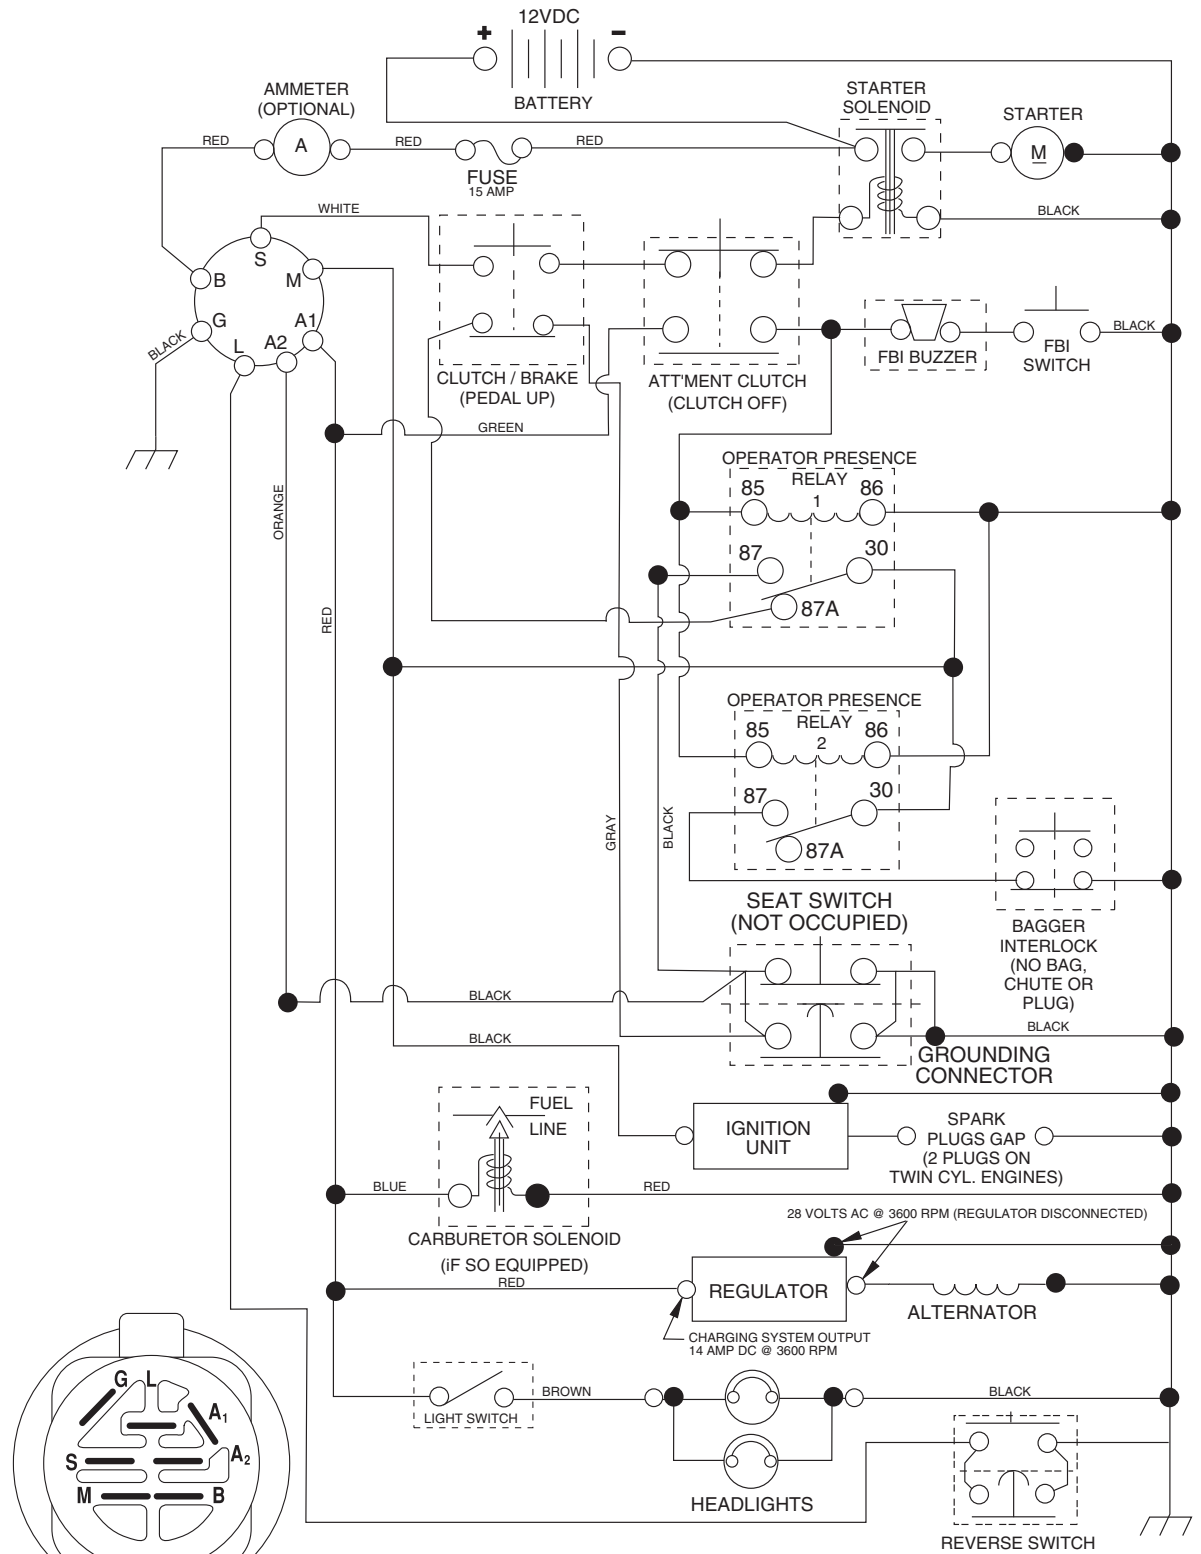 12VDC
+
−
BATTERY
AMMETER
(OPTIONAL)
STARTER
SOLENOID
STARTER
RED
A
RED
RED
FUSE
15 AMP
M
WHITE
BLACK
S
B
M
G
A1
L
A2
BLACK
CLUTCH / BRAKE
(PEDAL UP)
ATT'MENT CLUTCH
(CLUTCH OFF)
FBI BUZZER
FBI
SWITCH
BLACK
GREEN
ORANGE
RED
OPERATOR PRESENCE
RELAY
1
85
86
87
30
87A
OPERATOR PRESENCE
RELAY
2
85
86
87
30
87A
GRAY
BLACK
SEAT SWITCH
(NOT OCCUPIED)
BAGGER
INTERLOCK
(NO BAG,
CHUTE OR
PLUG)
BLACK
BLACK
BLACK
GROUNDING
CONNECTOR
FUEL
LINE
IGNITION
UNIT
SPARK
PLUGS GAP
(2 PLUGS ON
TWIN CYL. ENGINES)
BLUE
RED
CARBURETOR SOLENOID
(iF SO EQUIPPED)
28 VOLTS AC @ 3600 RPM (REGULATOR DISCONNECTED)
RED
REGULATOR
ALTERNATOR
CHARGING SYSTEM OUTPUT
14 AMP DC @ 3600 RPM
LIGHT SWITCH
BROWN
BLACK
HEADLIGHTS
REVERSE SWITCH
G
L
A1
A2
S
M
B